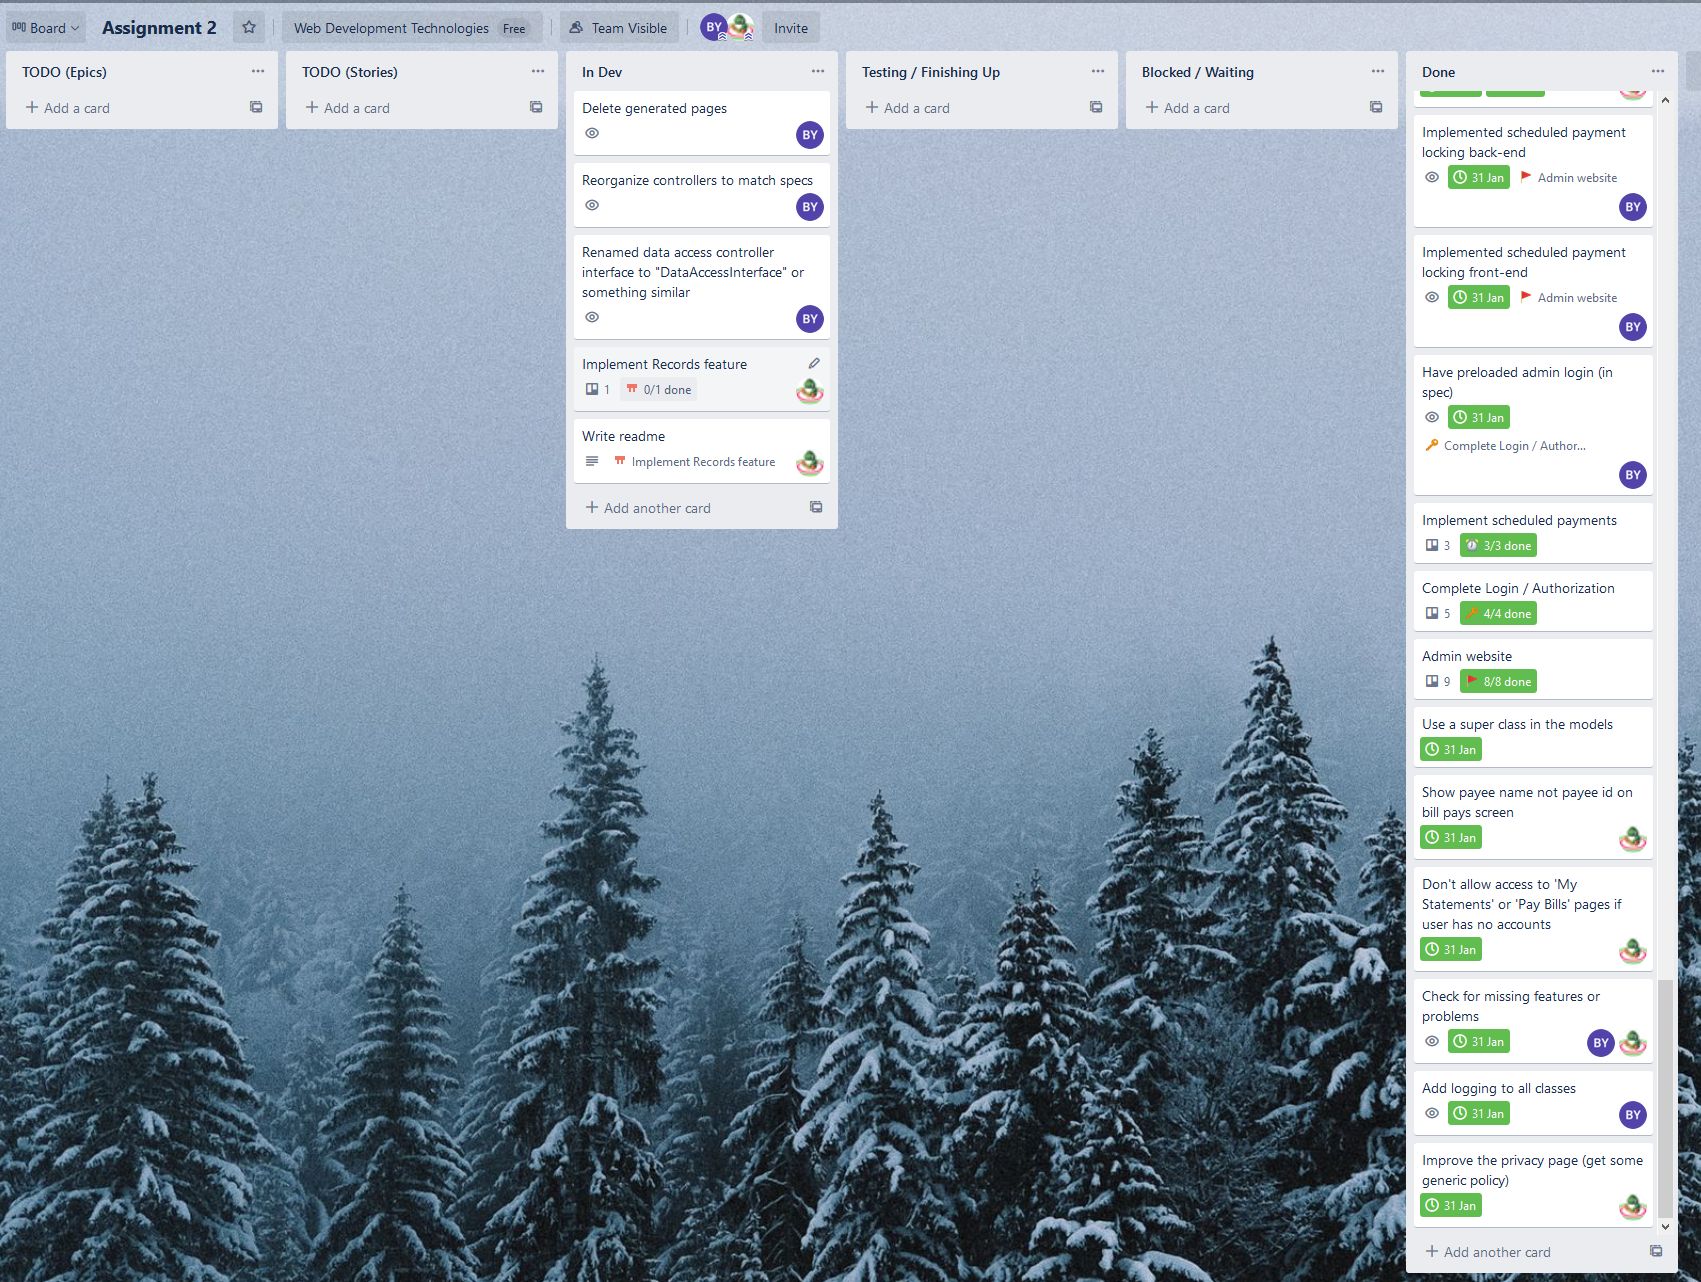 Board
Assignment 2
Web Development Technologies Free
Team Visible
BY
Invite
TODO (Epics)
Add a card
TODO (Stories)
Add a card
In Dev
Delete generated pages
BY
Reorganize controllers to match specs
BY
Renamed data access controller
interface to "DataAccessInterface" or
something similar
BY
Implement Records feature
1 0/1 done
Write readme
Implement Records feature
Add another card
Testing / Finishing Up
Add a card
Blocked / Waiting
Add a card
Done
Implemented scheduled payment
locking back-end
31 Jan Admin website
BY
Implemented scheduled payment
locking front-end
31 Jan Admin website
BY
Have preloaded admin login (in
spec)
31 Jan
Complete Login / Author...
BY
Implement scheduled payments
3 3/3 done
Complete Login / Authorization
5 4/4 done
Admin website
9 8/8 done
Use a super class in the models
31 Jan
Show payee name not payee id on
bill pays screen
31 Jan
Don't allow access to 'My
Statements' or 'Pay Bills' pages if
user has no accounts
31 Jan
Check for missing features or
problems
31 Jan BY
Add logging to all classes
31 Jan BY
Improve the privacy page (get some
generic policy)
31 Jan
Add another card